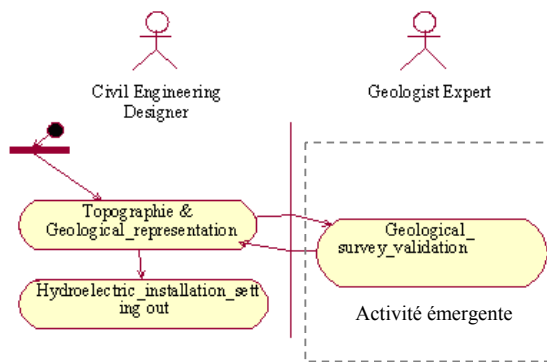 Civil Engineering
Designer
Geologist Expert
Topographie &
Geological_representation
Geological_
survey_validation
Hydroelectric_installation_sett
ing out
Activité émergente